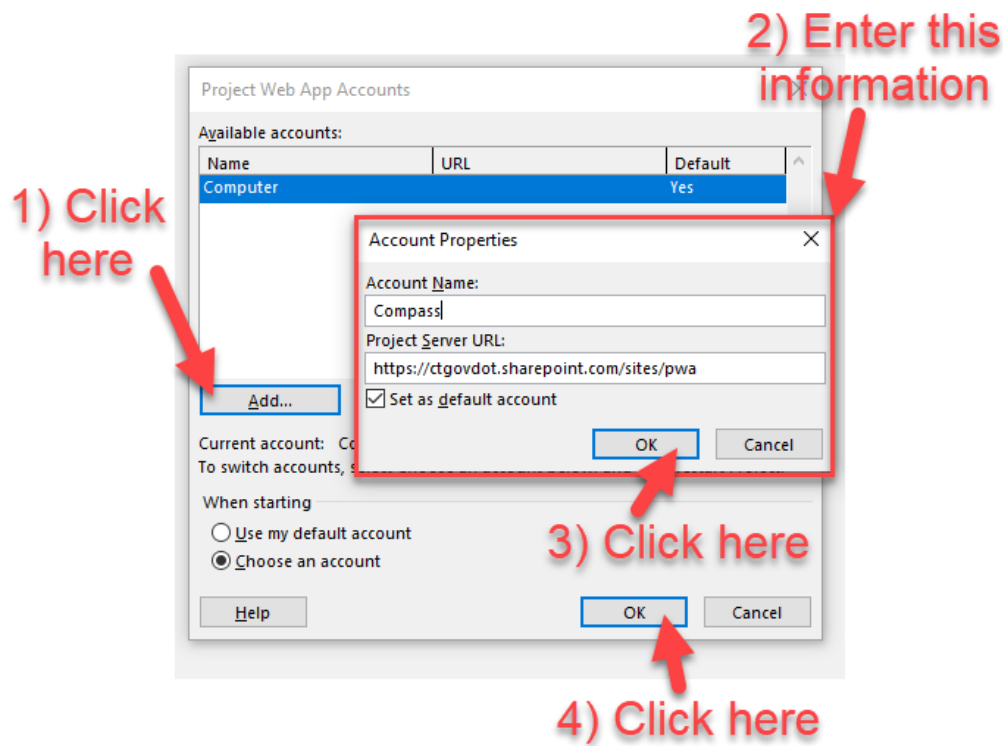 2) Enter this
information
Project Web App Accounts
Available accounts:
Name URL Default
Computer Yes
1) Click
here
Account Properties
Account Name:
Compass
Project Server URL:
https://ctgovdot.sharepoint.com/sites/pwa
Set as default account
OK Cancel
Add...
Current account:
To switch accounts,
When starting
Use my default account
Choose an account
3) Click here
Help OK Cancel
4) Click here